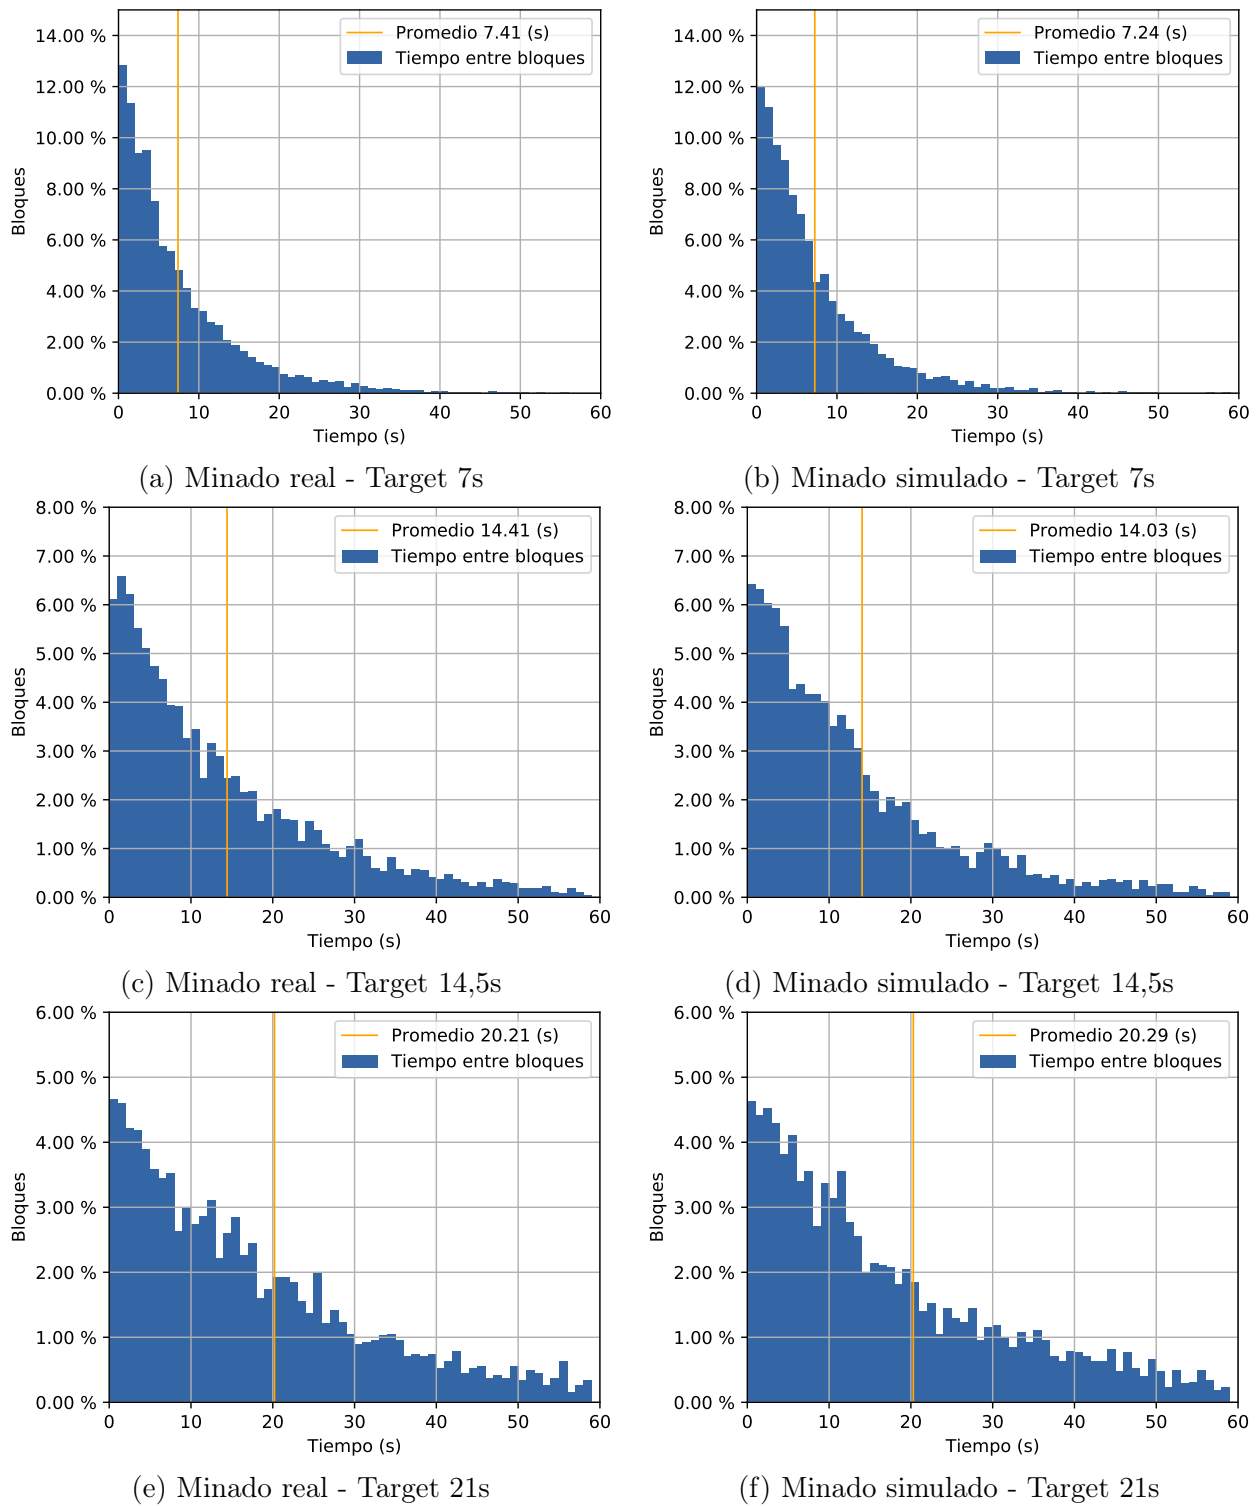 14.00 %
12.00 %
10.00 %
8.00 %
6.00 %
4.00 %
2.00 %
0.00 %
Bloques
Promedio 7.41 (s)
Tiempo entre bloques
0 10 20 30 40 50 60
Tiempo (s)
(a) Minado real - Target 7s
14.00 %
12.00 %
10.00 %
8.00 %
6.00 %
4.00 %
2.00 %
0.00 %
Bloques
Promedio 7.24 (s)
Tiempo entre bloques
0 10 20 30 40 50 60
Tiempo (s)
(b) Minado simulado - Target 7s
8.00 %
7.00 %
6.00 %
5.00 %
4.00 %
3.00 %
2.00 %
1.00 %
0.00 %
Bloques
Promedio 14.41 (s)
Tiempo entre bloques
0 10 20 30 40 50 60
Tiempo (s)
(c) Minado real - Target 14,5s
8.00 %
7.00 %
6.00 %
5.00 %
4.00 %
3.00 %
2.00 %
1.00 %
0.00 %
Bloques
Promedio 14.03 (s)
Tiempo entre bloques
0 10 20 30 40 50 60
Tiempo (s)
(d) Minado simulado - Target 14,5s
6.00 %
5.00 %
4.00 %
3.00 %
2.00 %
1.00 %
0.00 %
Bloques
Promedio 20.21 (s)
Tiempo entre bloques
0 10 20 30 40 50 60
Tiempo (s)
(e) Minado real - Target 21s
6.00 %
5.00 %
4.00 %
3.00 %
2.00 %
1.00 %
0.00 %
Bloques
Promedio 20.29 (s)
Tiempo entre bloques
0 10 20 30 40 50 60
Tiempo (s)
(f) Minado simulado - Target 21s